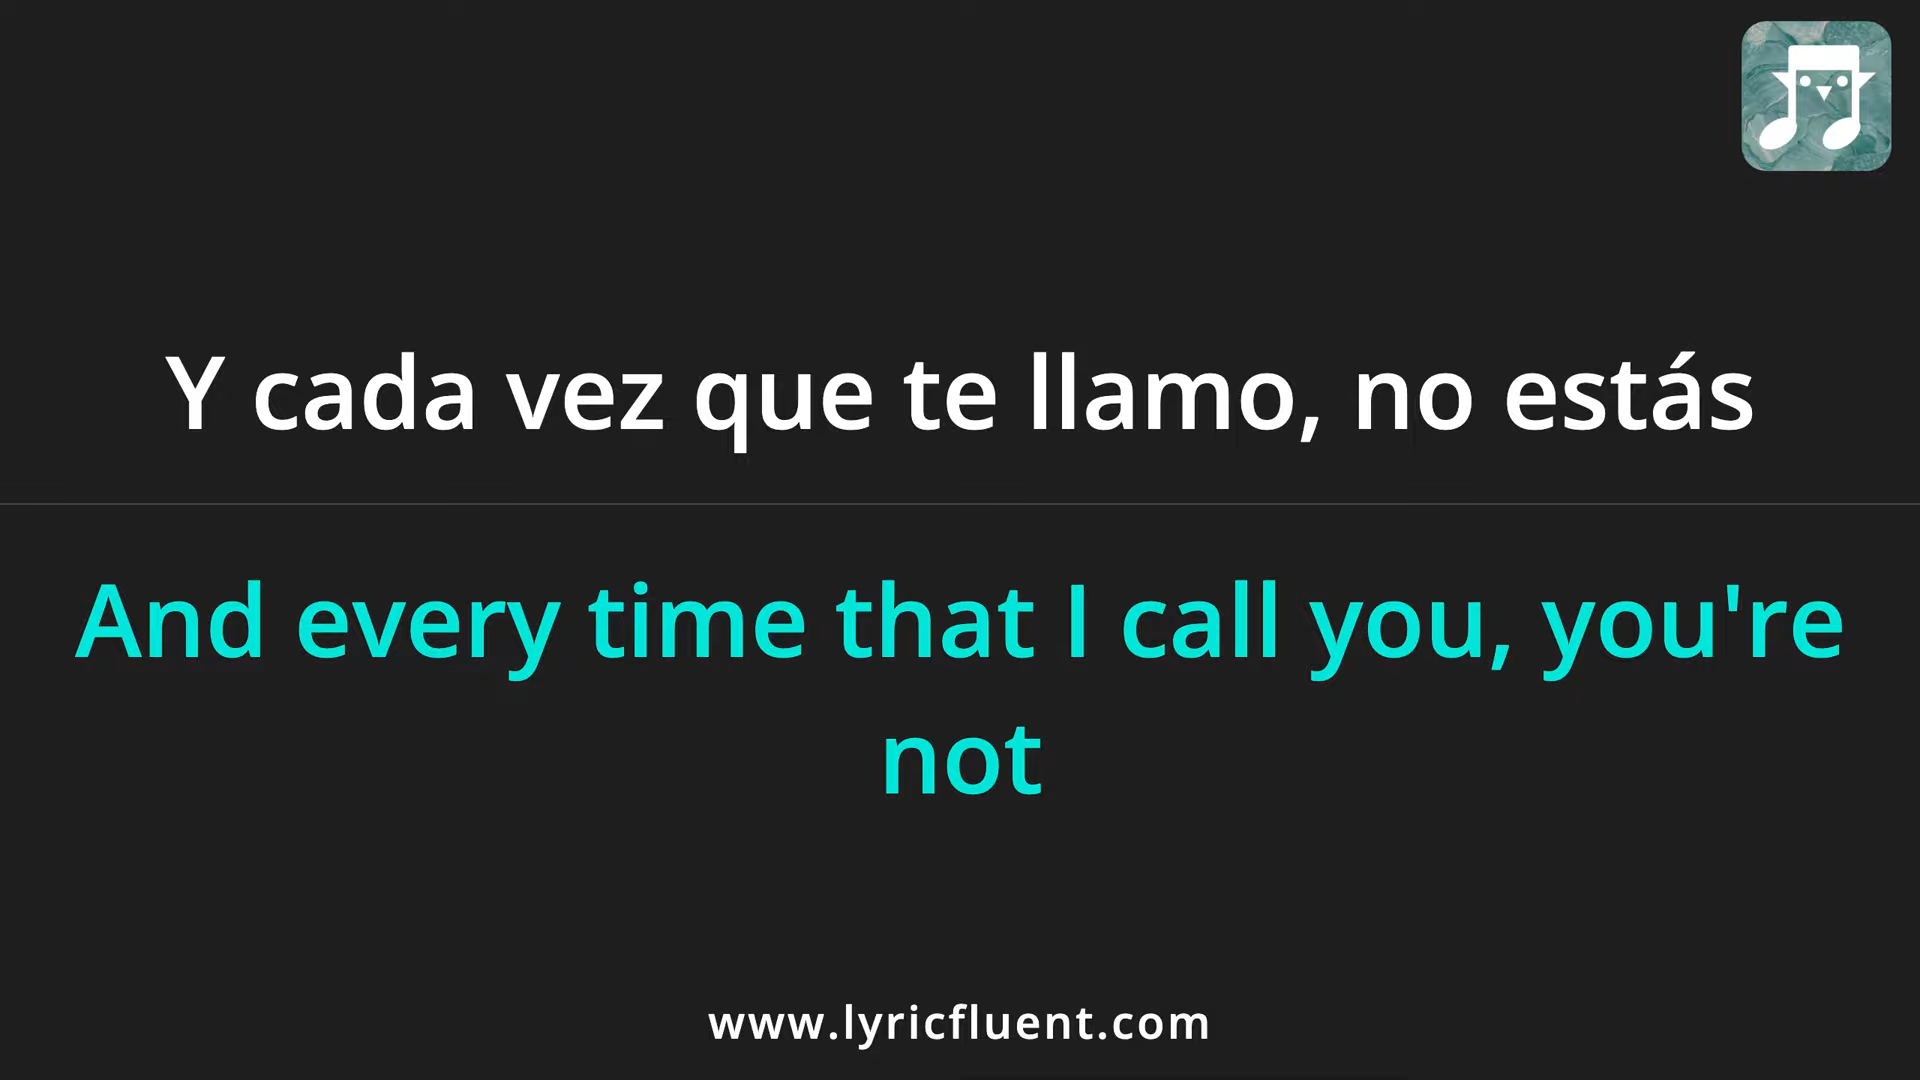 Y cada vez que te llamo, no estás
And every time that I call you, you're
not
www.lyricfluent.com